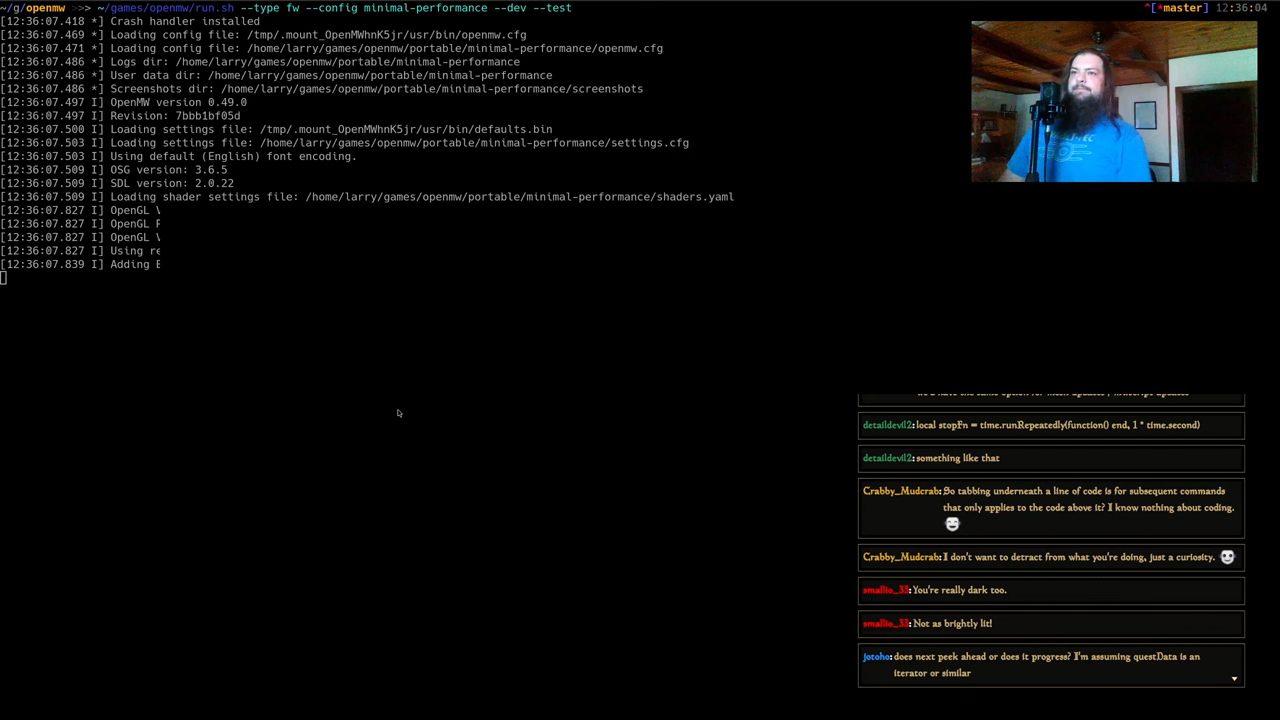 ~/g/openmw >>> ~/games/openmw/run.sh --type fw --config minimal-performance --dev --test
^[*master] 12:36:04
[12:36:07.418 *] Crash handler installed
[12:36:07.469 *] Loading config file: /tmp/.mount_OpenMWhnK5jr/usr/bin/openmw.cfg
[12:36:07.471 *] Loading config file: /home/larry/games/openmw/portable/minimal-performance/openmw.cfg
[12:36:07.486 *] Logs dir: /home/larry/games/openmw/portable/minimal-performance
[12:36:07.486 *] User data dir: /home/larry/games/openmw/portable/minimal-performance
[12:36:07.486 *] Screenshots dir: /home/larry/games/openmw/portable/minimal-performance/screenshots
[12:36:07.497 I] OpenMW version 0.49.0
[12:36:07.497 I] Revision: 7bbb1bf05d
[12:36:07.500 I] Loading settings file: /tmp/.mount_OpenMWhnK5jr/usr/bin/defaults.bin
[12:36:07.503 I] Loading settings file: /home/larry/games/openmw/portable/minimal-performance/settings.cfg
[12:36:07.503 I] Using default (English) font encoding.
[12:36:07.509 I] OSG version: 3.6.5
[12:36:07.509 I] SDL version: 2.0.22
[12:36:07.509 I] Loading shader settings file: /home/larry/games/openmw/portable/minimal-performance/shaders.yaml
[12:36:07.827 I] OpenGL
[12:36:07.827 I] OpenGL
[12:36:07.827 I] OpenGL
[12:36:07.827 I] Using re
[12:36:07.839 I] Adding
detaildevil2: local stopFn = time.runRepeatedly(function() end, 1 * time.second)
detaildevil2: something like that
Crabby_Mudcrab: So tabbing underneath a line of code is for subsequent commands
that only applies to the code above it? I know nothing about coding.
Crabby_Mudcrab: I don't want to detract from what you're doing, just a curiosity.
smallio_33: You're really dark too.
smallio_33: Not as brightly lit!
jotoho: does next peek ahead or does it progress? I'm assuming questData is an
iterator or similar